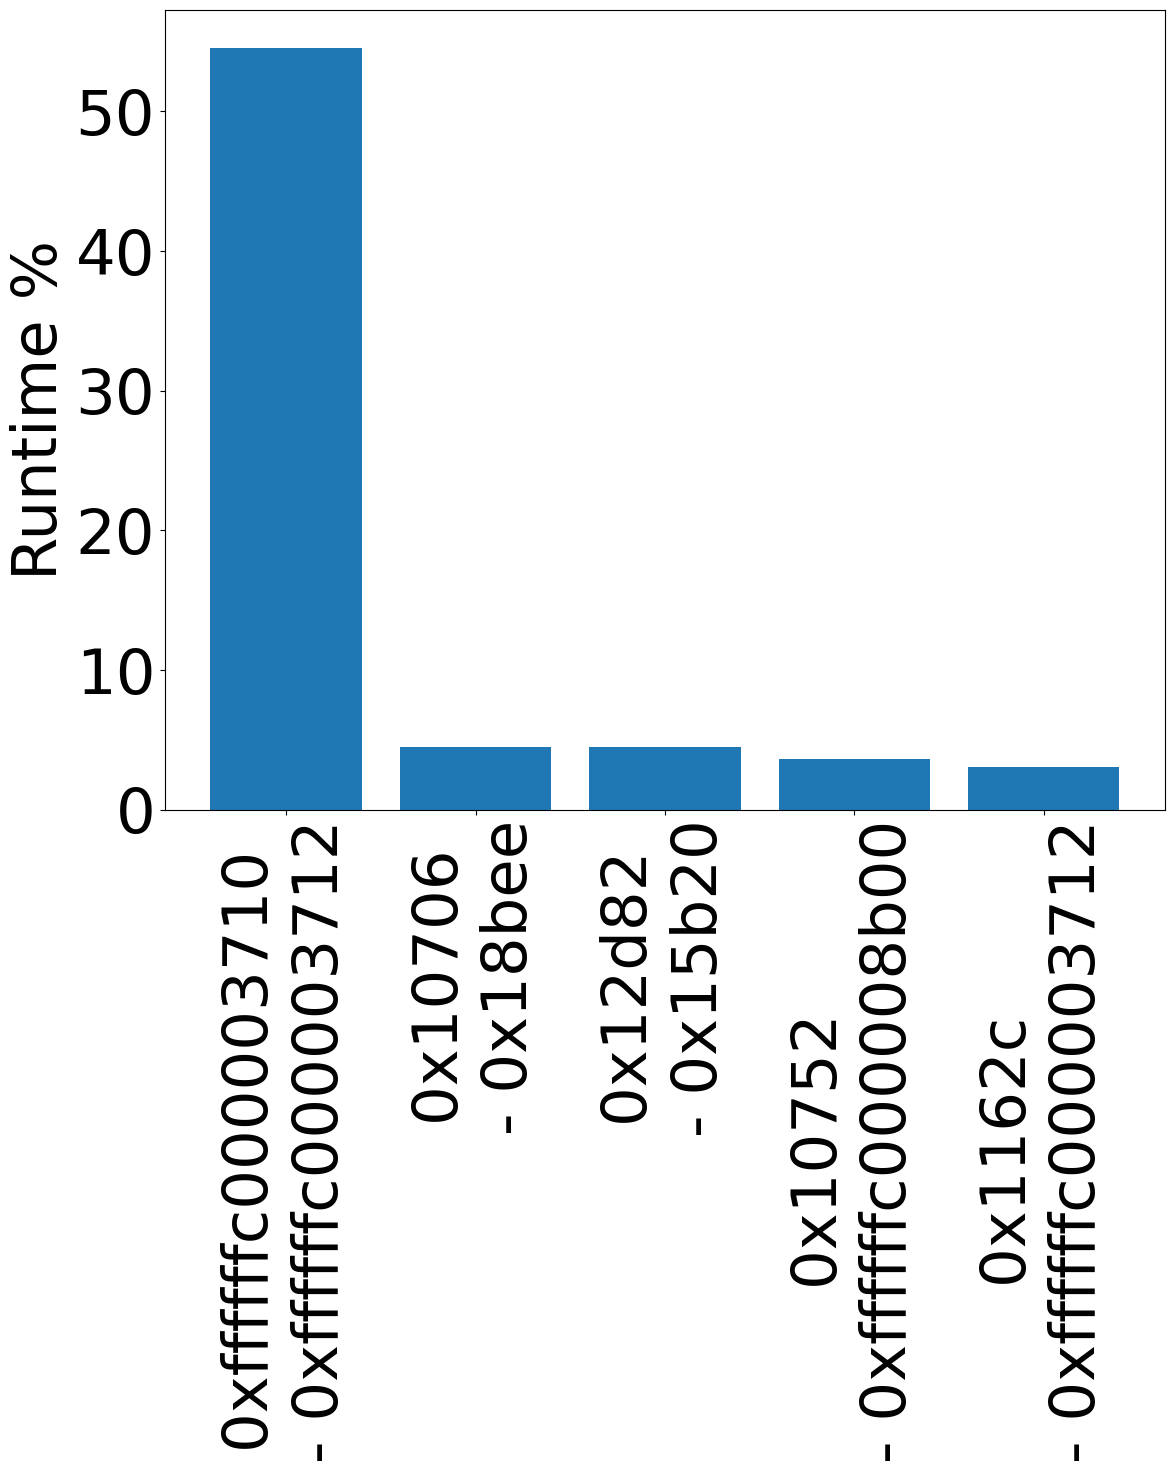 Runtime %
50
40
30
20
10
0
0xffffffc000003710
- 0xffffffc000003712
0x10706
- 0x18bee
0x12d82
- 0x15b20
0x10752
- 0xffffffc000008b00
0x1162c
- 0xffffffc000003712